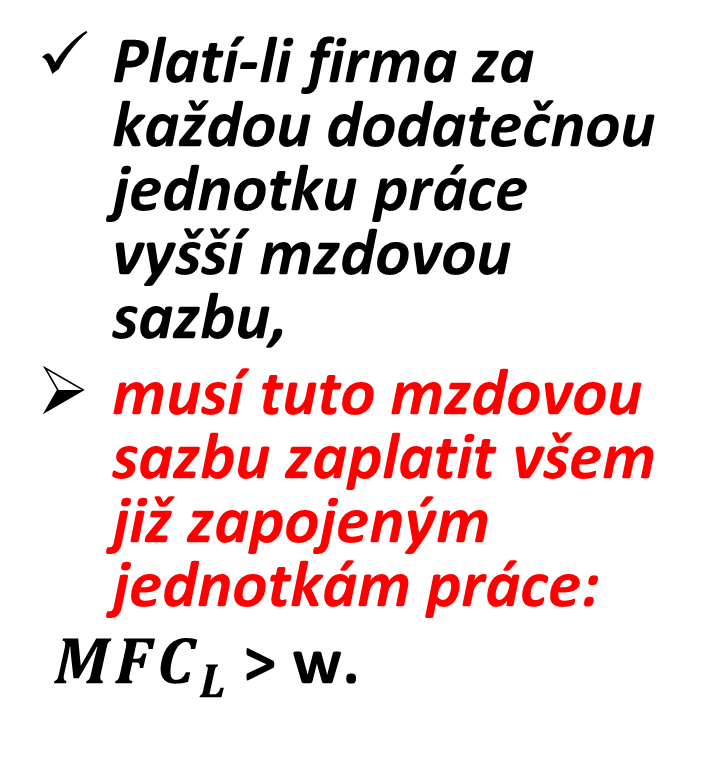 ✓ Platí-li firma za
každou dodatečnou
jednotku práce
vyšší mzdovou
sazbu,
➢ musí tuto mzdovou
sazbu zaplatit všem
již zapojeným
jednotkám práce:
𝑴𝑭𝑪𝑳 > w.